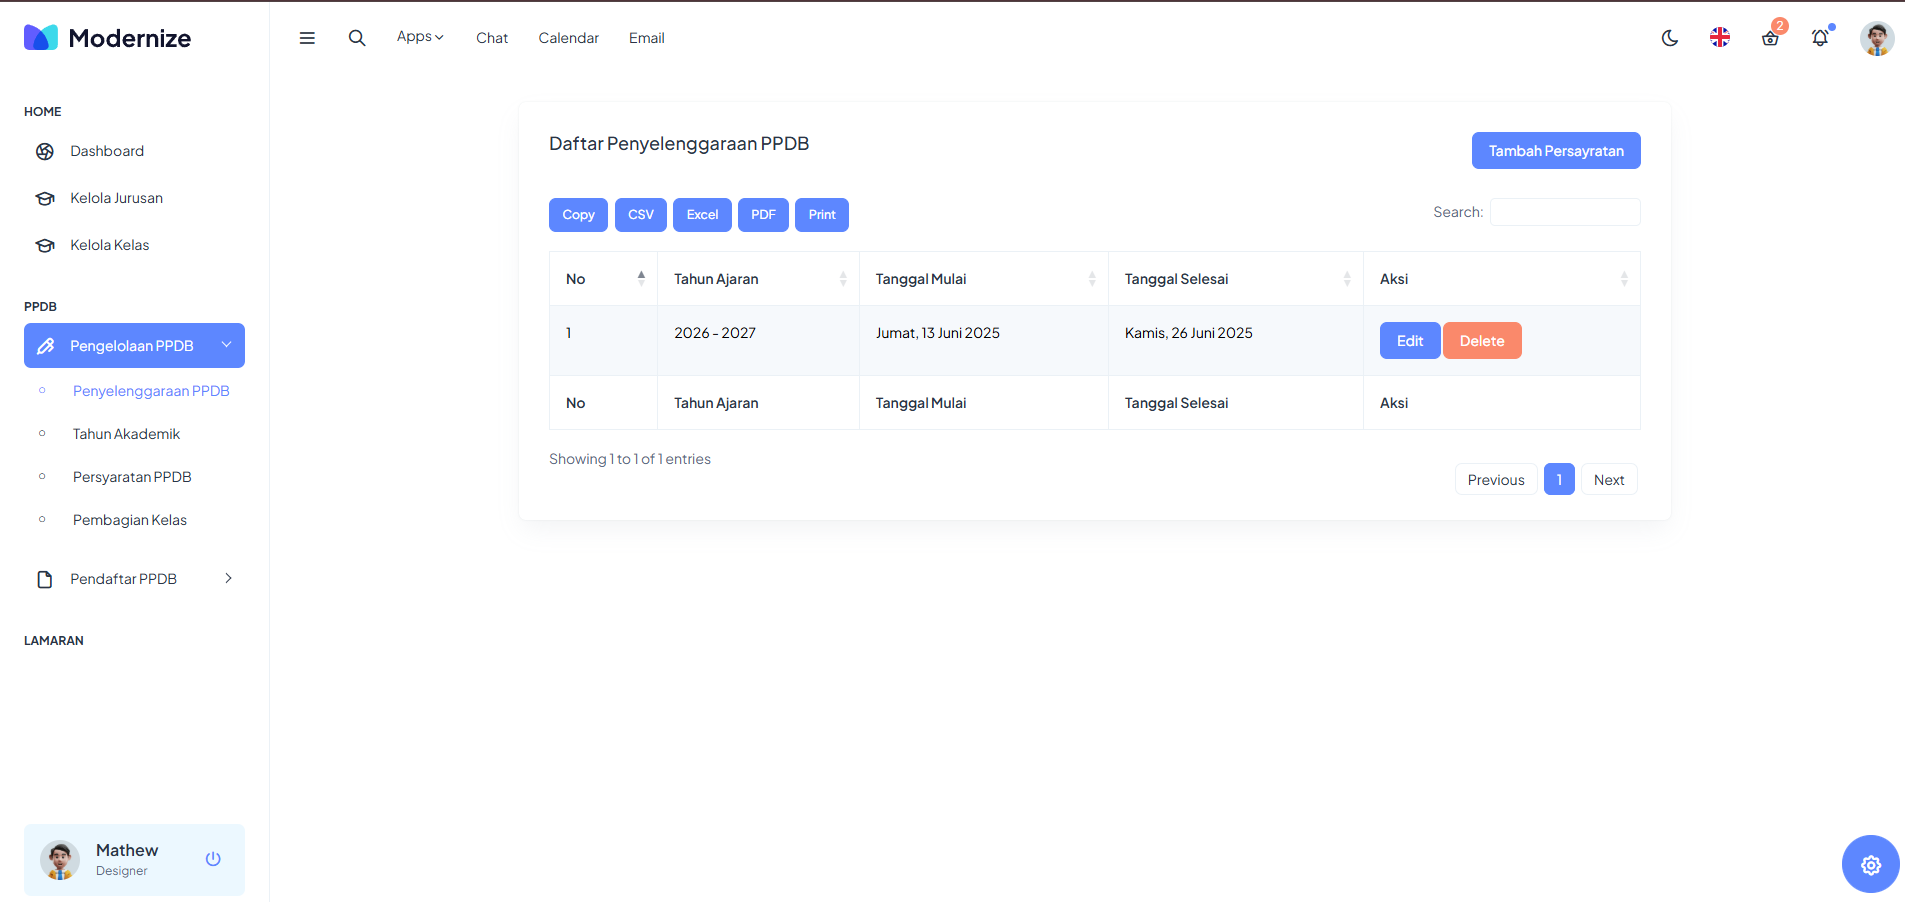 Modernize
Apps
Chat
Calendar
Email
2
HOME
Dashboard
Kelola Jurusan
Kelola Kelas
PPDB
Pengelolaan PPDB
Penyelenggaraan PPDB
Tahun Akademik
Persyaratan PPDB
Pembagian Kelas
Pendaftar PPDB
LAMARAN
Mathew
Designer
Daftar Penyelenggaraan PPDB
Tambah Persayratan
Copy CSV Excel PDF Print
Search:
No Tahun Ajaran Tanggal Mulai Tanggal Selesai Aksi
1 2026 - 2027 Jumat, 13 Juni 2025 Kamis, 26 Juni 2025 Edit Delete
No Tahun Ajaran Tanggal Mulai Tanggal Selesai Aksi
Showing 1 to 1 of 1 entries
Previous 1 Next